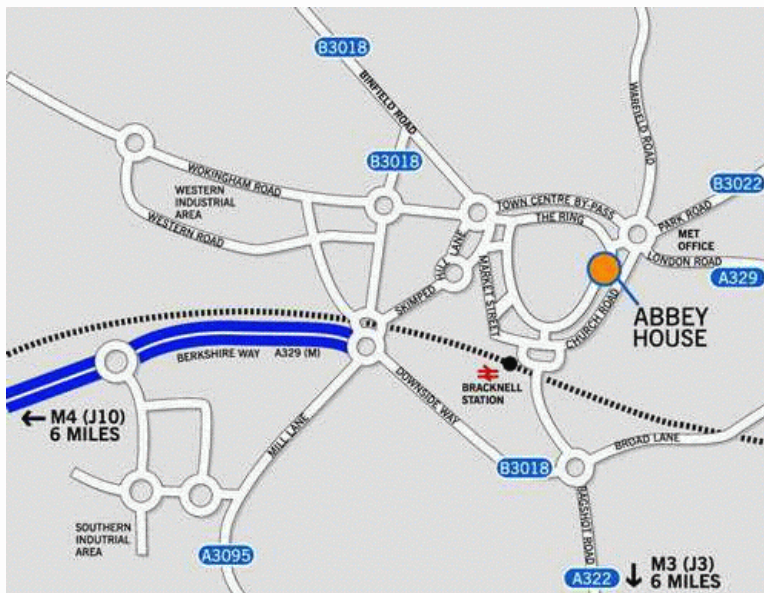 B3018
BINFIELD ROAD
WARFIELD ROAD
B3018
WOKINGHAM ROAD
B3022
WESTERN
INDUSTRIAL
AREA
TOWN CENTRE BY-PASS
THE RING
PARK ROAD
MET
OFFICE
WESTERN ROAD
LONDON ROAD
A329
SKIMPED HILL LANE
MARKET STREET
CHURCH ROAD
ABBEY
HOUSE
BERKSHIRE WAY A329 (M)
BRACKNELL
STATION
← M4 (J10)
6 MILES
DOWNSIDE WAY
MILL LANE
BROAD LANE
B3018
BAGSHOT ROAD
SOUTHERN
INDUTRIAL
AREA
A3095
A322
↓ M3 (J3)
6 MILES